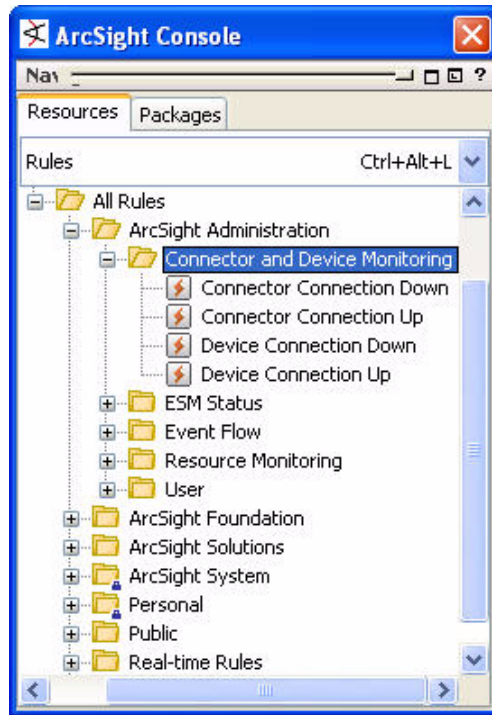 ArcSight Console
Nav
Resources Packages
Rules Ctrl+Alt+L
All Rules
ArcSight Administration
Connector and Device Monitoring
Connector Connection Down
Connector Connection Up
Device Connection Down
Device Connection Up
ESM Status
Event Flow
Resource Monitoring
User
ArcSight Foundation
ArcSight Solutions
ArcSight System
Personal
Public
Real-time Rules